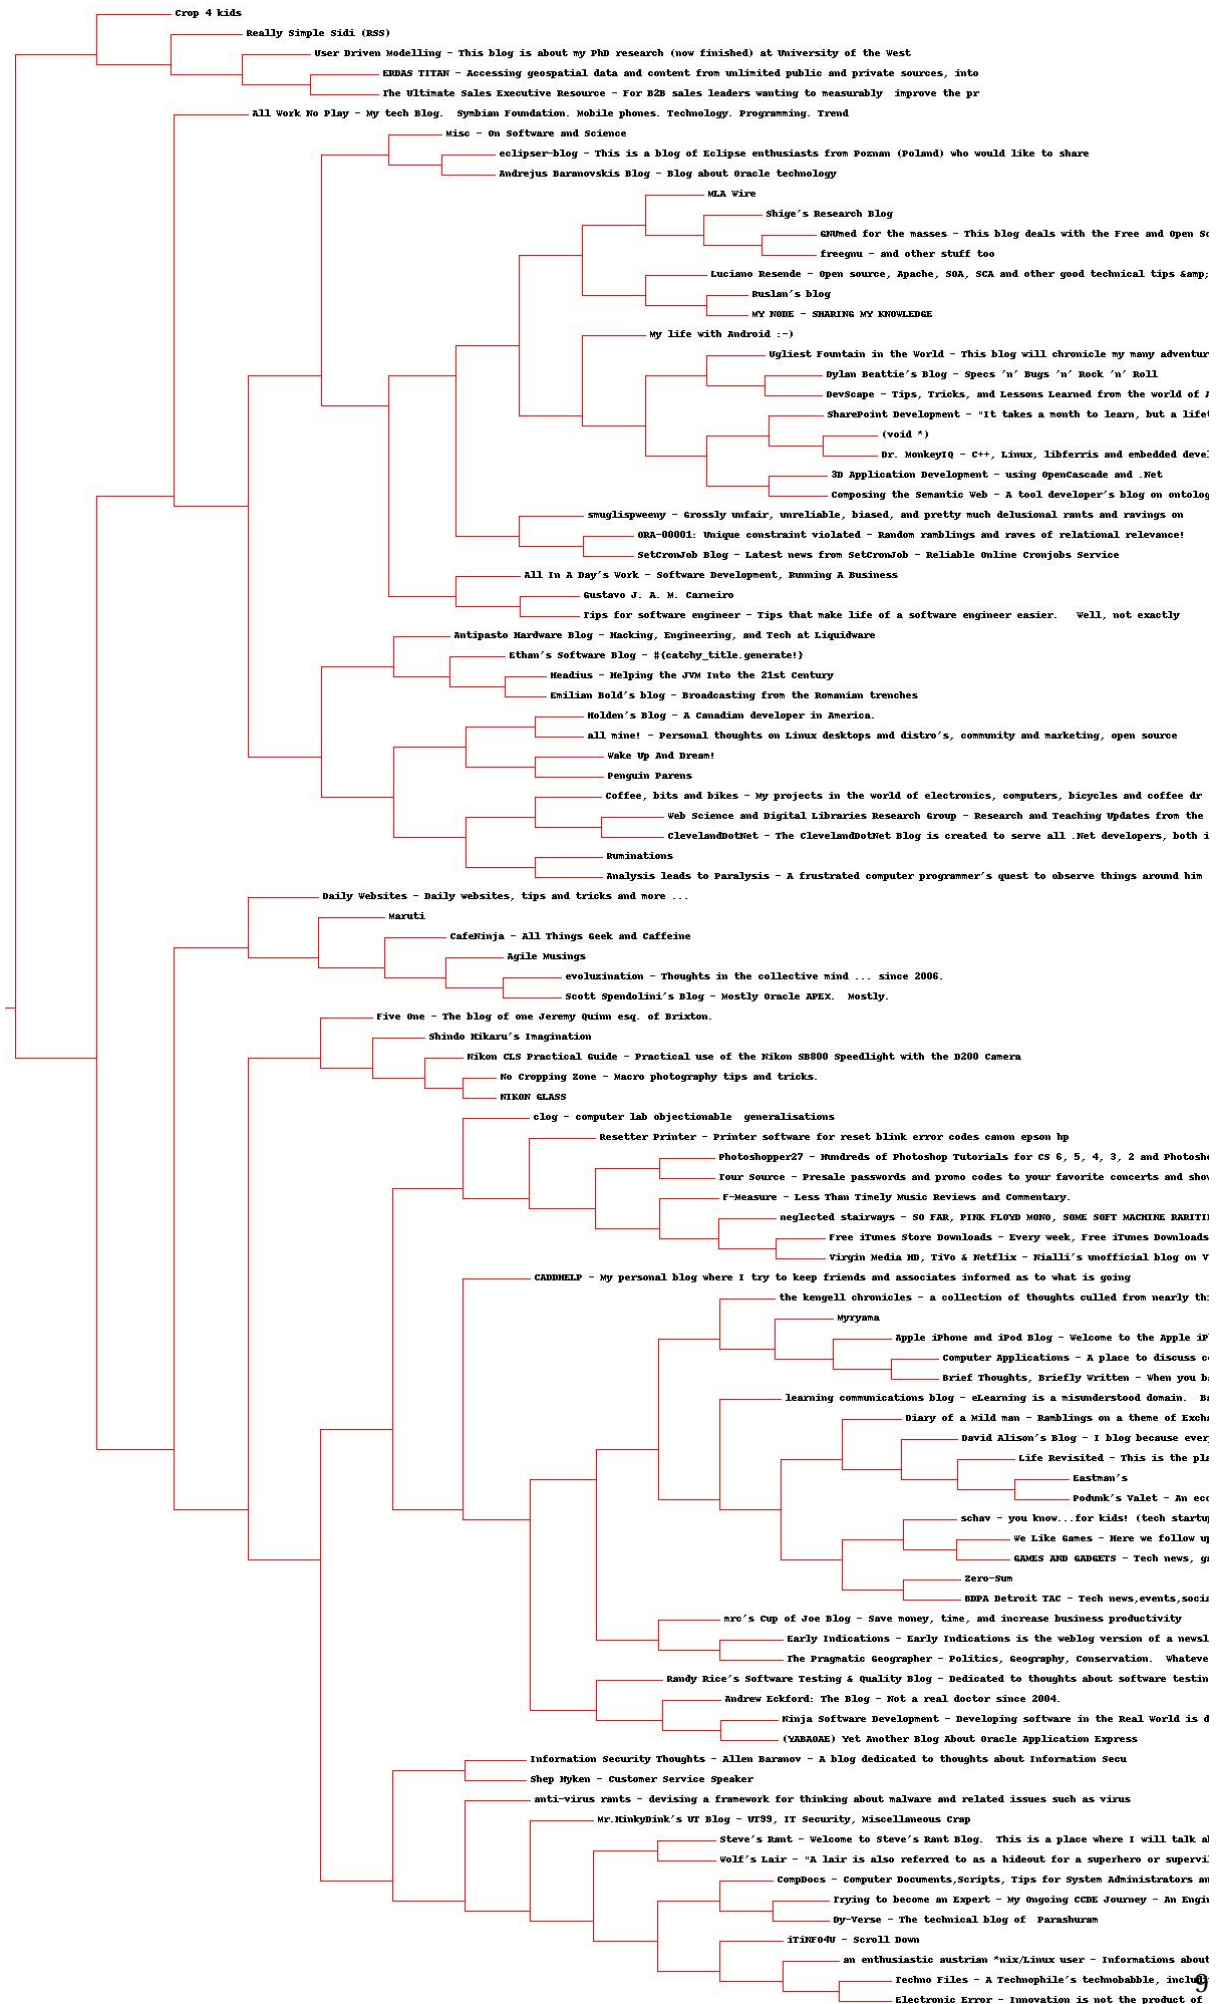 Crop 4 kids
Really Simple Sidi (RSS)
User Driven Modelling - This blog is about my PhD research (now finished) at University of the West
ERDAS TITAN - Accessing geospatial data and content from unlimited public and private sources, into
The Ultimate Sales Executive Resource - For B2B sales leaders wanting to measurably  improve the pr
All Work No Play - My tech Blog.  Symbian Foundation. Mobile phones. Technology. Programming. Trend
Misc - On Software and Science
eclipser-blog - This is a blog of Eclipse enthusiasts from Poznan (Poland) who would like to share
Andrejus Baranovskis Blog - Blog about Oracle technology
MLA Wire
Shige's Research Blog
GNUmed for the masses - This blog deals with the Free and Open So
freegnu - and other stuff too
Luciano Resende - Open source, Apache, SOA, SCA and other good technical tips &amp;
Ruslan's blog
MY NODE - SHARING MY KNOWLEDGE
My life with Android :-)
Ugliest Fountain in the World - This blog will chronicle my many adventur
Dylan Beattie's Blog - Specs 'n' Bugs 'n' Rock 'n' Roll
DevScape - Tips, Tricks, and Lessons Learned from the world of A
SharePoint Development - "It takes a month to learn, but a lifet
(void *)
Dr. MonkeyIQ - C++, Linux, libferris and embedded devel
3D Application Development - using OpenCascade and .Net
Composing the Semantic Web - A tool developer's blog on ontolog
smuglispweeny - Grossly unfair, unreliable, biased, and pretty much delusional rants and ravings on
ORA-00001: Unique constraint violated - Random ramblings and raves of relational relevance!
SetCronJob Blog - Latest news from SetCronJob - Reliable Online Cronjobs Service
All In A Day's Work - Software Development, Running A Business
Gustavo J. A. M. Carneiro
Tips for software engineer - Tips that make life of a software engineer easier.   Well, not exactly
Antipasto Hardware Blog - Hacking, Engineering, and Tech at Liquidware
Ethan's Software Blog - #{catchy_title.generate!}
Headius - Helping the JVM Into the 21st Century
Emilian Bold's blog - Broadcasting from the Romanian trenches
Holden's Blog - A Canadian developer in America.
all mine! - Personal thoughts on Linux desktops and distro's, community and marketing, open source
Wake Up And Dream!
Penguin Parens
Coffee, bits and bikes - My projects in the world of electronics, computers, bicycles and coffee dr
Web Science and Digital Libraries Research Group - Research and Teaching Updates from the
ClevelandDotNet - The ClevelandDotNet Blog is created to serve all .Net developers, both i
Ruminations
Analysis leads to Paralysis - A frustrated computer programmer's quest to observe things around him
Daily Websites - Daily websites, tips and tricks and more ...
Maruti
CafeNinja - All Things Geek and Caffeine
Agile Musings
evoluzination - Thoughts in the collective mind ... since 2006.
Scott Spendolini's Blog - Mostly Oracle APEX.  Mostly.
Five One - The blog of one Jeremy Quinn esq. of Brixton.
Shindo Hikaru's Imagination
Nikon CLS Practical Guide - Practical use of the Nikon SB800 Speedlight with the D200 Camera
No Cropping Zone - Macro photography tips and tricks.
NIKON GLASS
clog - computer lab objectionable  generalisations
Resetter Printer - Printer software for reset blink error codes canon epson hp
Photoshopper27 - Hundreds of Photoshop Tutorials for CS 6, 5, 4, 3, 2 and Photosho
Your Source - Presale passwords and promo codes to your favorite concerts and show
F-Measure - Less Than Timely Music Reviews and Commentary.
neglected stairways - SO FAR, PINK FLOYD MONO, SOME SOFT MACHINE RARITI
Free iTunes Store Downloads - Every week, Free iTunes Downloads
Virgin Media HD, TiVo & Netflix - Nialli's unofficial blog on V
CADDHELP - My personal blog where I try to keep friends and associates informed as to what is going
the kengell chronicles - a collection of thoughts culled from nearly thi
Myryama
Apple iPhone and iPod Blog - Welcome to the Apple iP
Computer Applications - A place to discuss co
Brief Thoughts, Briefly Written - When you b
learning communications blog - eLearning is a misunderstood domain.  Ba
Diary of a Mild man - Ramblings on a theme of Excha
David Alison's Blog - I blog because ever
Life Revisited - This is the pla
Eastman's
Podunk's Valet - An ecc
schav - you know...for kids! (tech startup
We Like Games - Here we follow up
GAMES AND GADGETS - Tech news, ga
Zero-Sum
BDPA Detroit TAC - Tech news,events,socia
mrc's Cup of Joe Blog - Save money, time, and increase business productivity
Early Indications - Early Indications is the weblog version of a newsl
The Pragmatic Geographer - Politics, Geography, Conservation.  Whateve
Randy Rice's Software Testing & Quality Blog - Dedicated to thoughts about software testin
Andrew Eckford: The Blog - Not a real doctor since 2004.
Ninja Software Development - Developing software in the Real World is d
(YABAOAE) Yet Another Blog About Oracle Application Express
Information Security Thoughts - Allen Baranov - A blog dedicated to thoughts about Information Secu
Shep Hyken - Customer Service Speaker
anti-virus rants - devising a framework for thinking about malware and related issues such as virus
Mr.HinkyDink's UT Blog - UT99, IT Security, Miscellaneous Crap
Steve's Rant - Welcome to Steve's Rant Blog.  This is a place where I will talk ab
Wolf's Lair - "A lair is also referred to as a hideout for a superhero or supervil
CompDocs - Computer Documents,Scripts, Tips for System Administrators an
Trying to become an Expert - My Ongoing CCDE Journey - An Engin
Dy-Verse - The technical blog of  Parashuram
iTiNFO4U - Scroll Down
an enthusiastic austrian *nix/Linux user - Informations about
Techno Files - A Technophile's technobabble, includ
9
Electronic Error - Innovation is not the product of